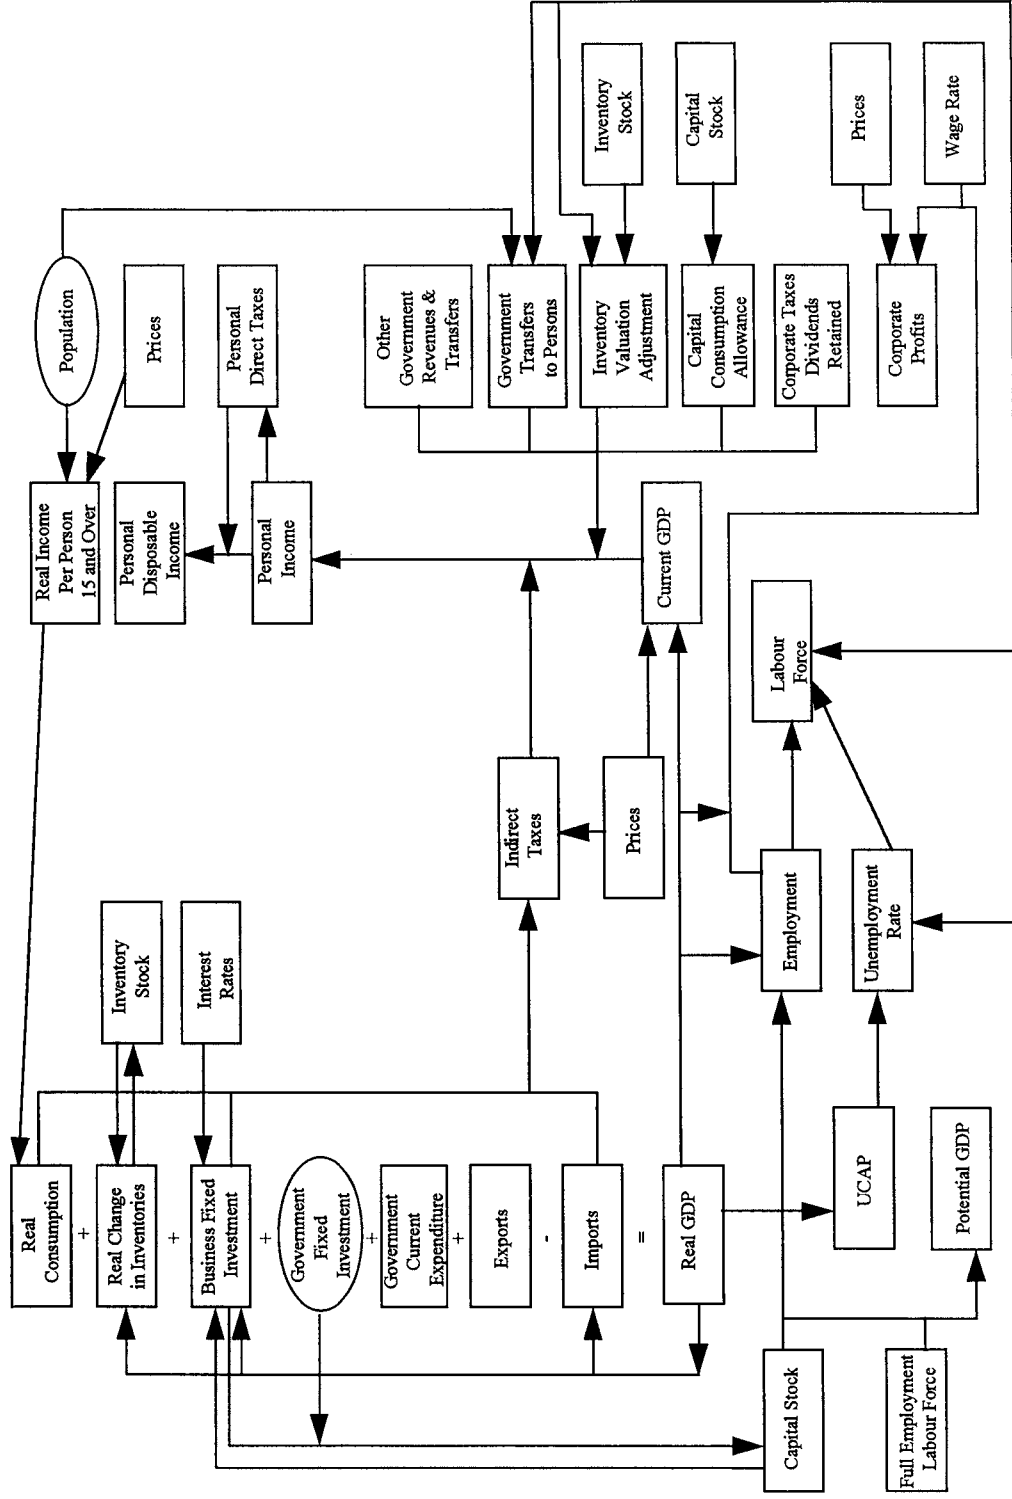 Real
Consumption
+
Real Change
in Inventories
+
Business Fixed
Investment
+
Government
Fixed
Investment
+
Government
Current
Expenditure
+
Exports
-
Imports
=
Real GDP
Capital Stock
Full Employment
Labour Force
Inventory
Stock
Interest
Rates
UCAP
Potential GDP
Indirect
Taxes
Prices
Employment
Unemployment
Rate
Labour
Force
Real Income
Per Person
15 and Over
Personal
Disposable
Income
Personal
Income
Current GDP
Population
Prices
Personal
Direct Taxes
Other
Government
Revenues &
Transfers
Government
Transfers
to Persons
Inventory
Valuation
Adjustment
Capital
Consumption
Allowance
Corporate Taxes
Dividends
Retained
Corporate
Profits
Inventory
Stock
Capital
Stock
Prices
Wage Rate